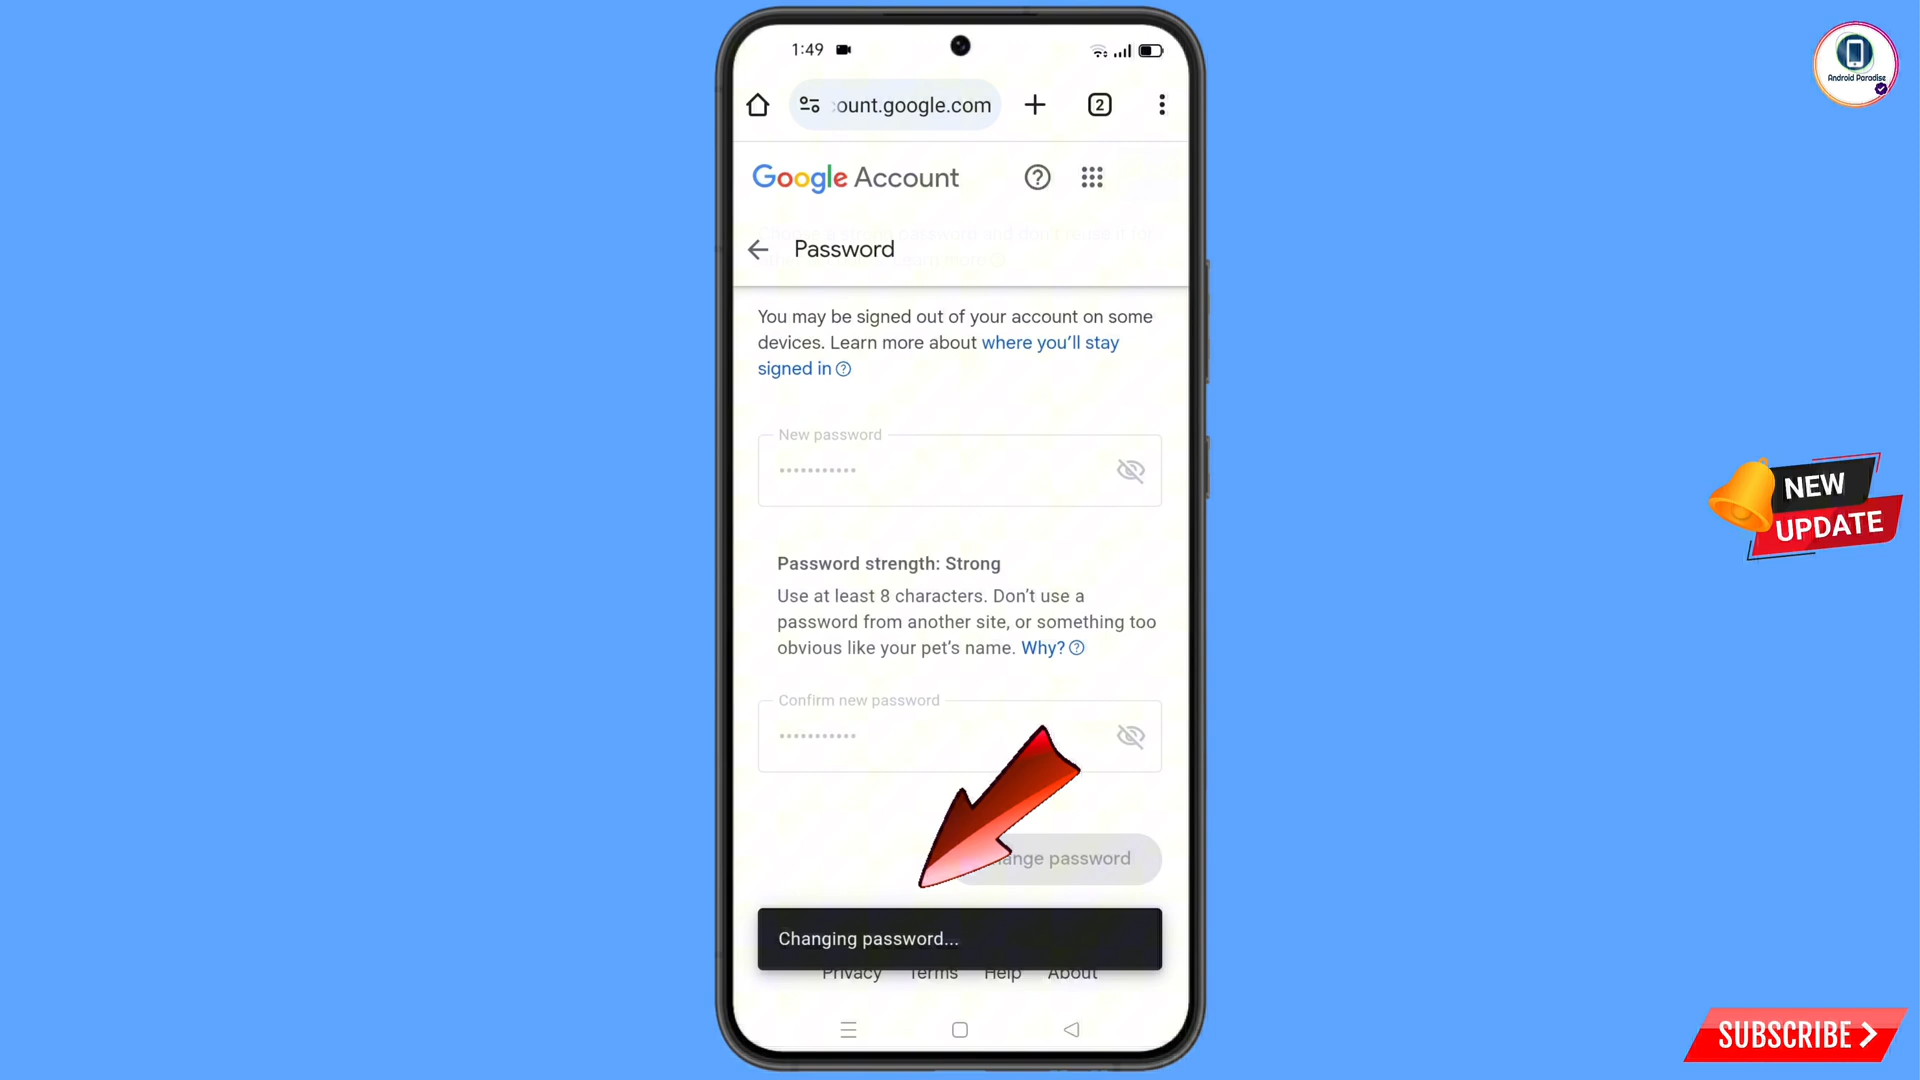 1:49
2
ount.google.com
Google Account
Password
You may be signed out of your account on some
devices. Learn more about where you'll stay
signed in
New password
•••••••••••
Password strength: Strong
Use at least 8 characters. Don't use a
password from another site, or something too
obvious like your pet's name. Why?
Confirm new password
•••••••••••
ange password
Changing password...
Privacy Terms Help About
Android Paradise
NEW
UPDATE
SUBSCRIBE